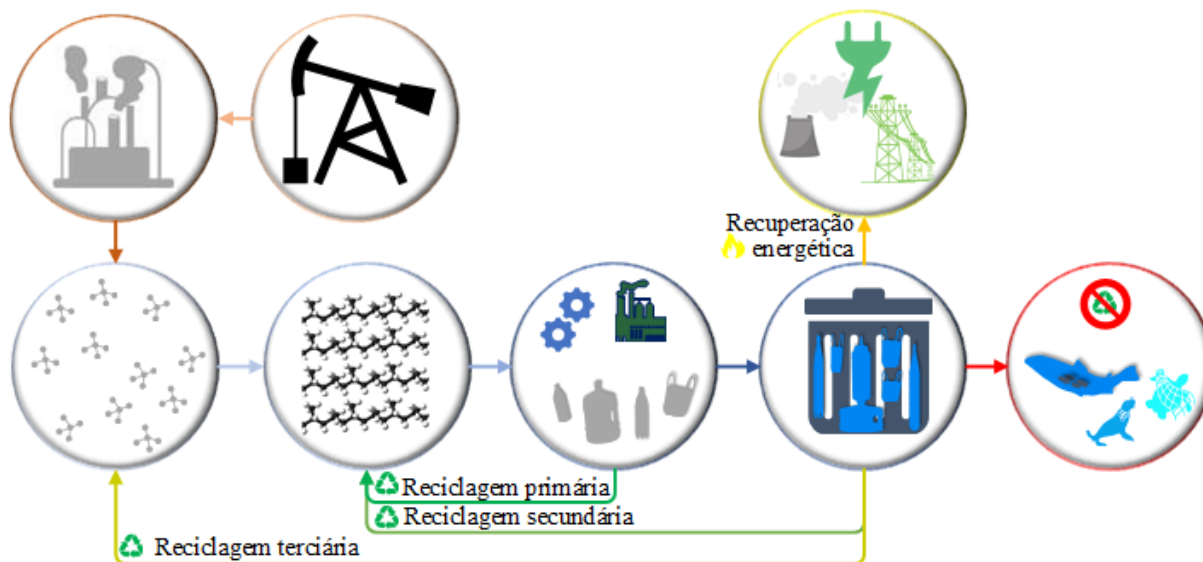 Recuperação
energética
Reciclagem primária
Reciclagem secundária
Reciclagem terciária